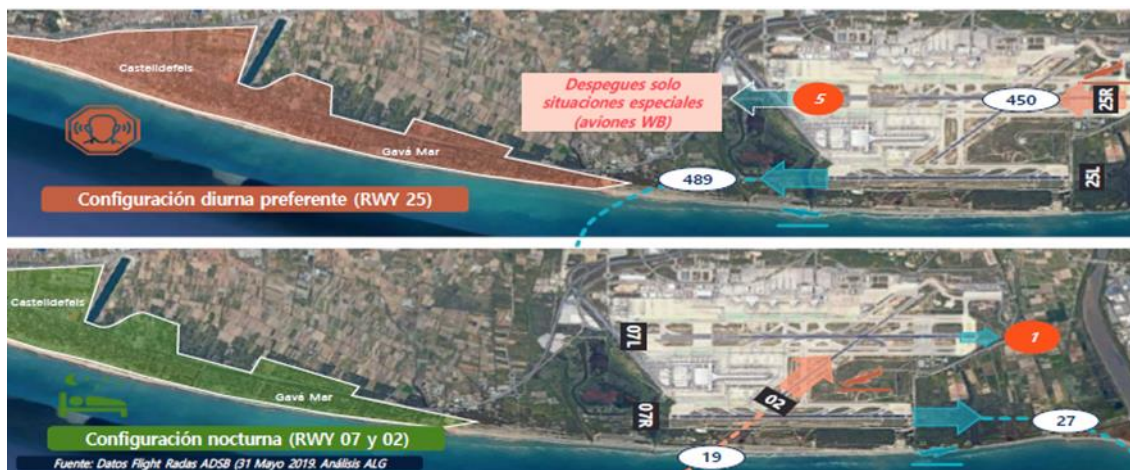 Castelldefels
Despegues solo
situaciones especiales
(aviones WB)
5
450
25R
Gavá Mar
489
25L
Configuración diurna preferente (RWY 25)
Castelldefels
07L
1
02
Gavá Mar
07R
27
Configuración nocturna (RWY 07 y 02)
19
Fuente: Datos Flight Radas ADSB (31 Mayo 2019. Análisis ALG